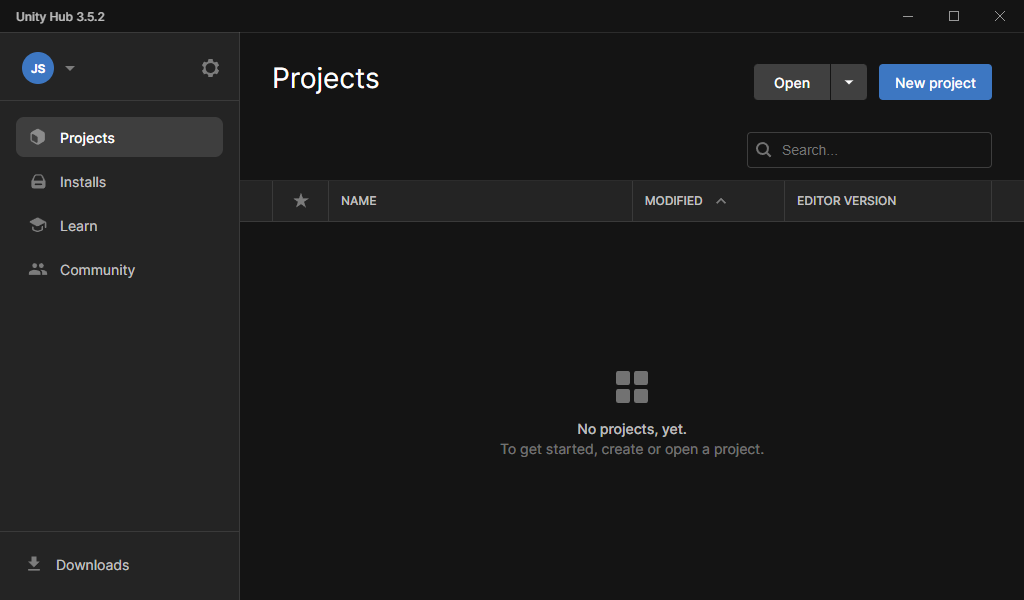 Unity Hub 3.5.2
JS
Projects
Installs
Learn
Community
Downloads
Projects
Open
New project
Search...
NAME MODIFIED EDITOR VERSION
No projects, yet.
To get started, create or open a project.